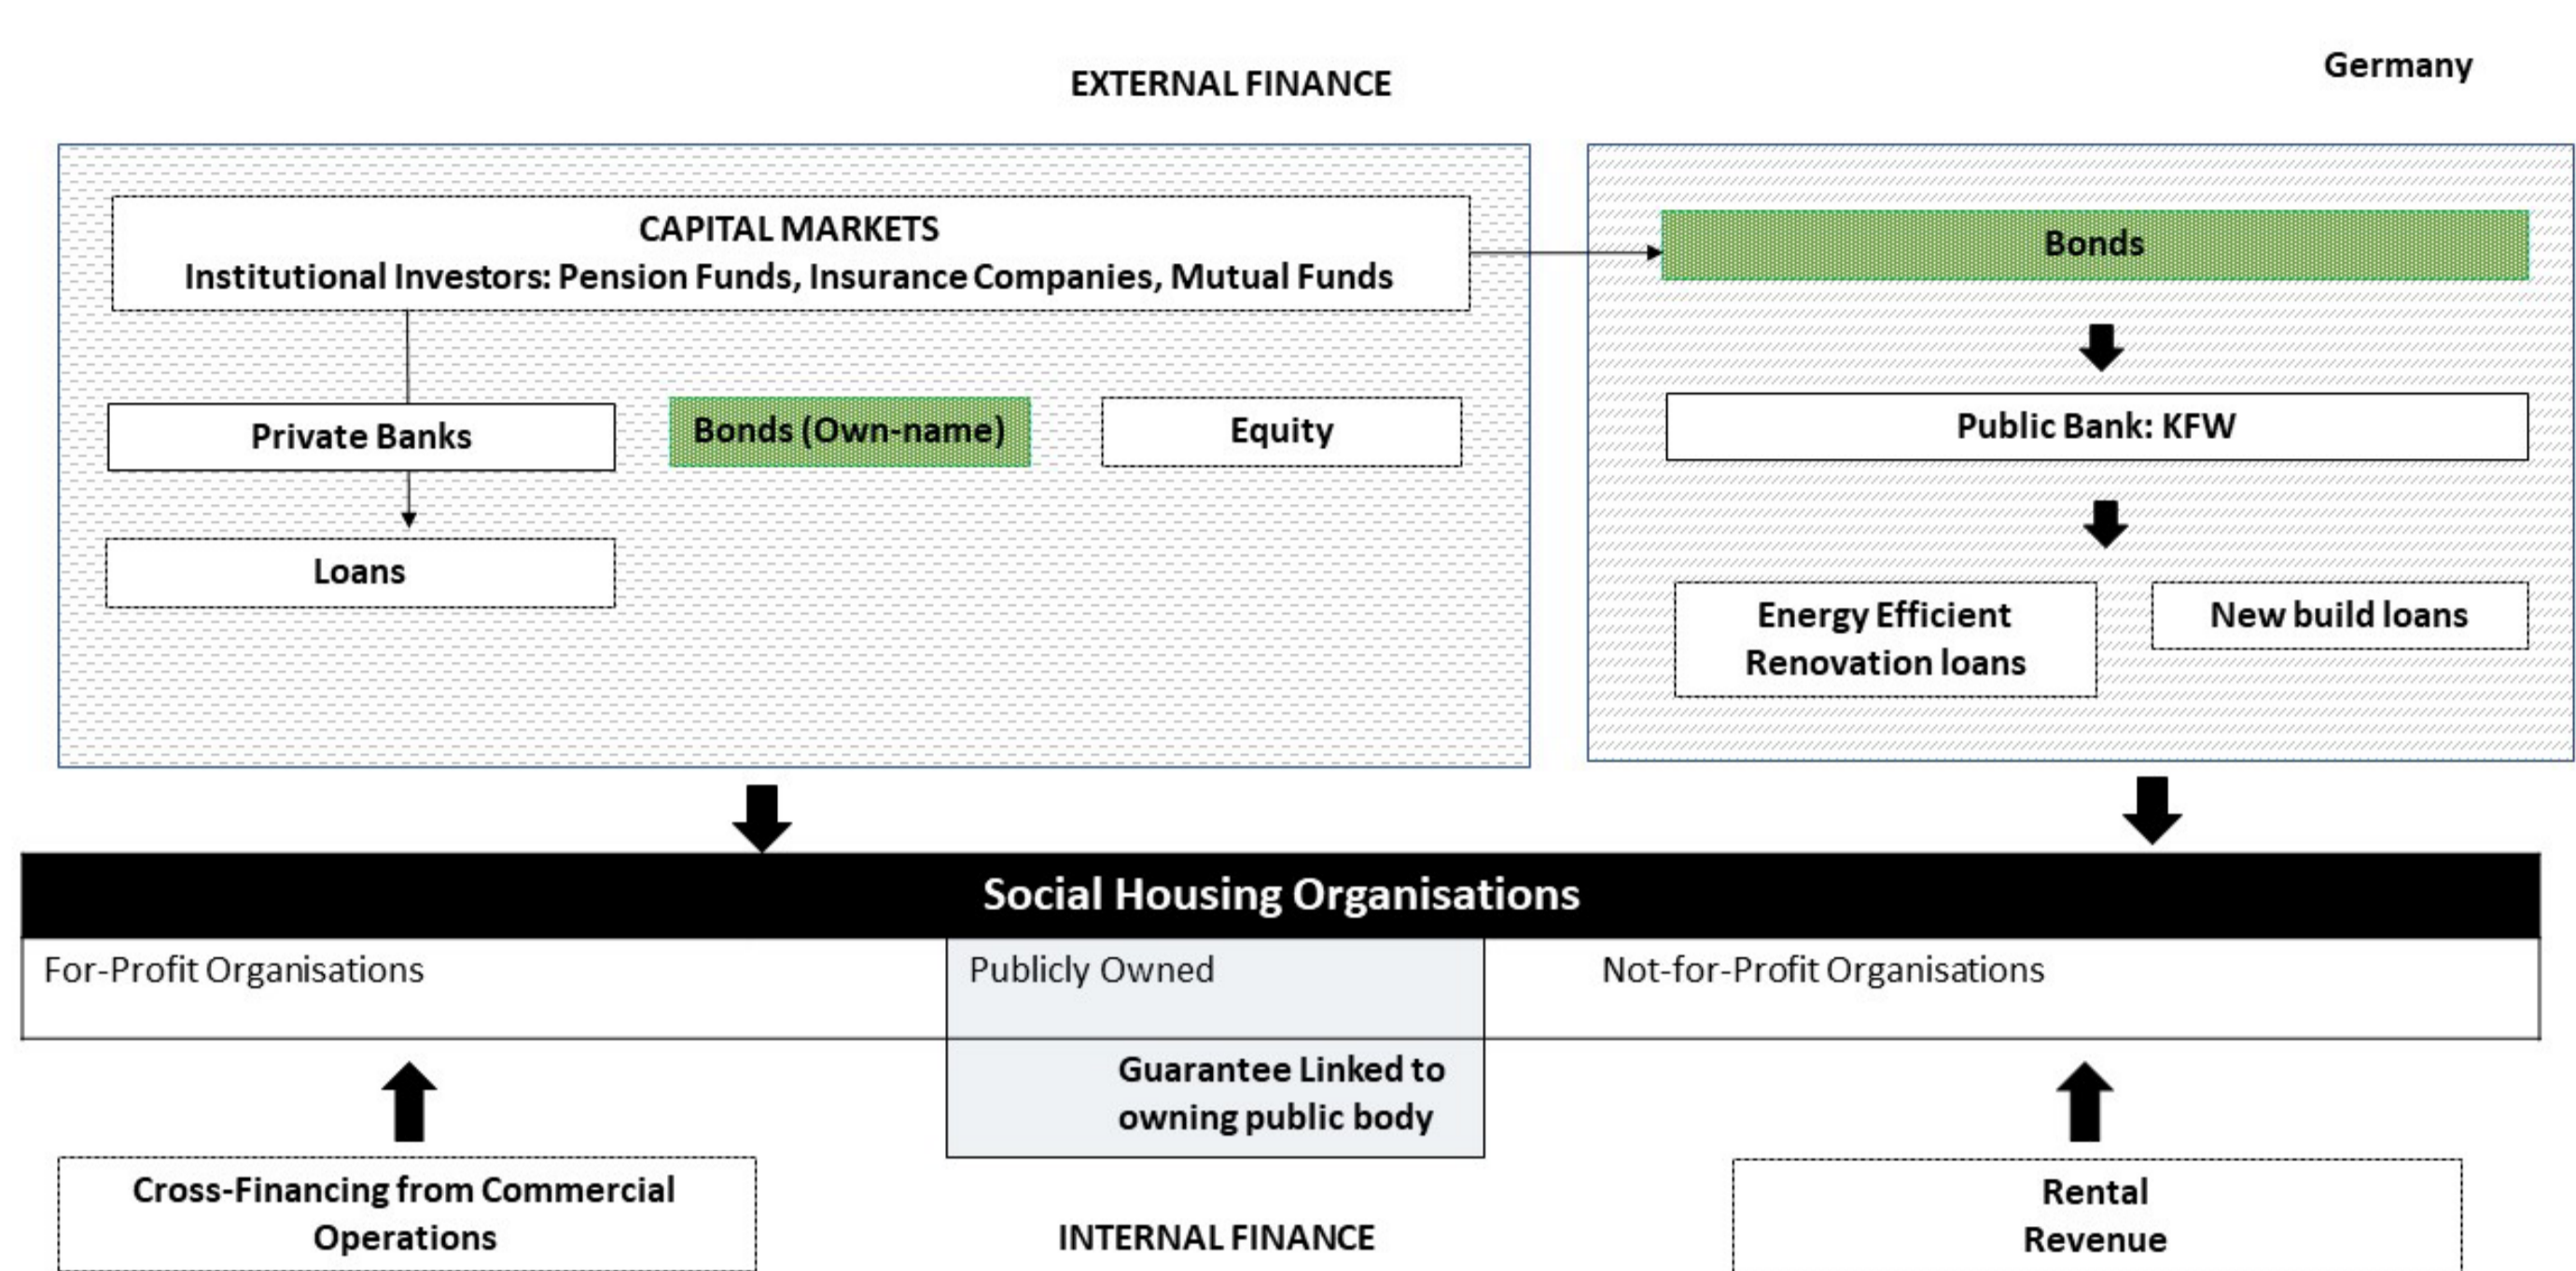 EXTERNAL FINANCE
Germany
CAPITAL MARKETS
Institutional Investors: Pension Funds, Insurance Companies, Mutual Funds
Bonds
Private Banks
Bonds (Own-name)
Equity
Public Bank: KFW
Loans
Energy Efficient
Renovation loans
New build loans
Social Housing Organisations
For-Profit Organisations
Publicly Owned
Not-for-Profit Organisations
Guarantee Linked to
owning public body
Cross-Financing from Commercial
Operations
INTERNAL FINANCE
Rental
Revenue